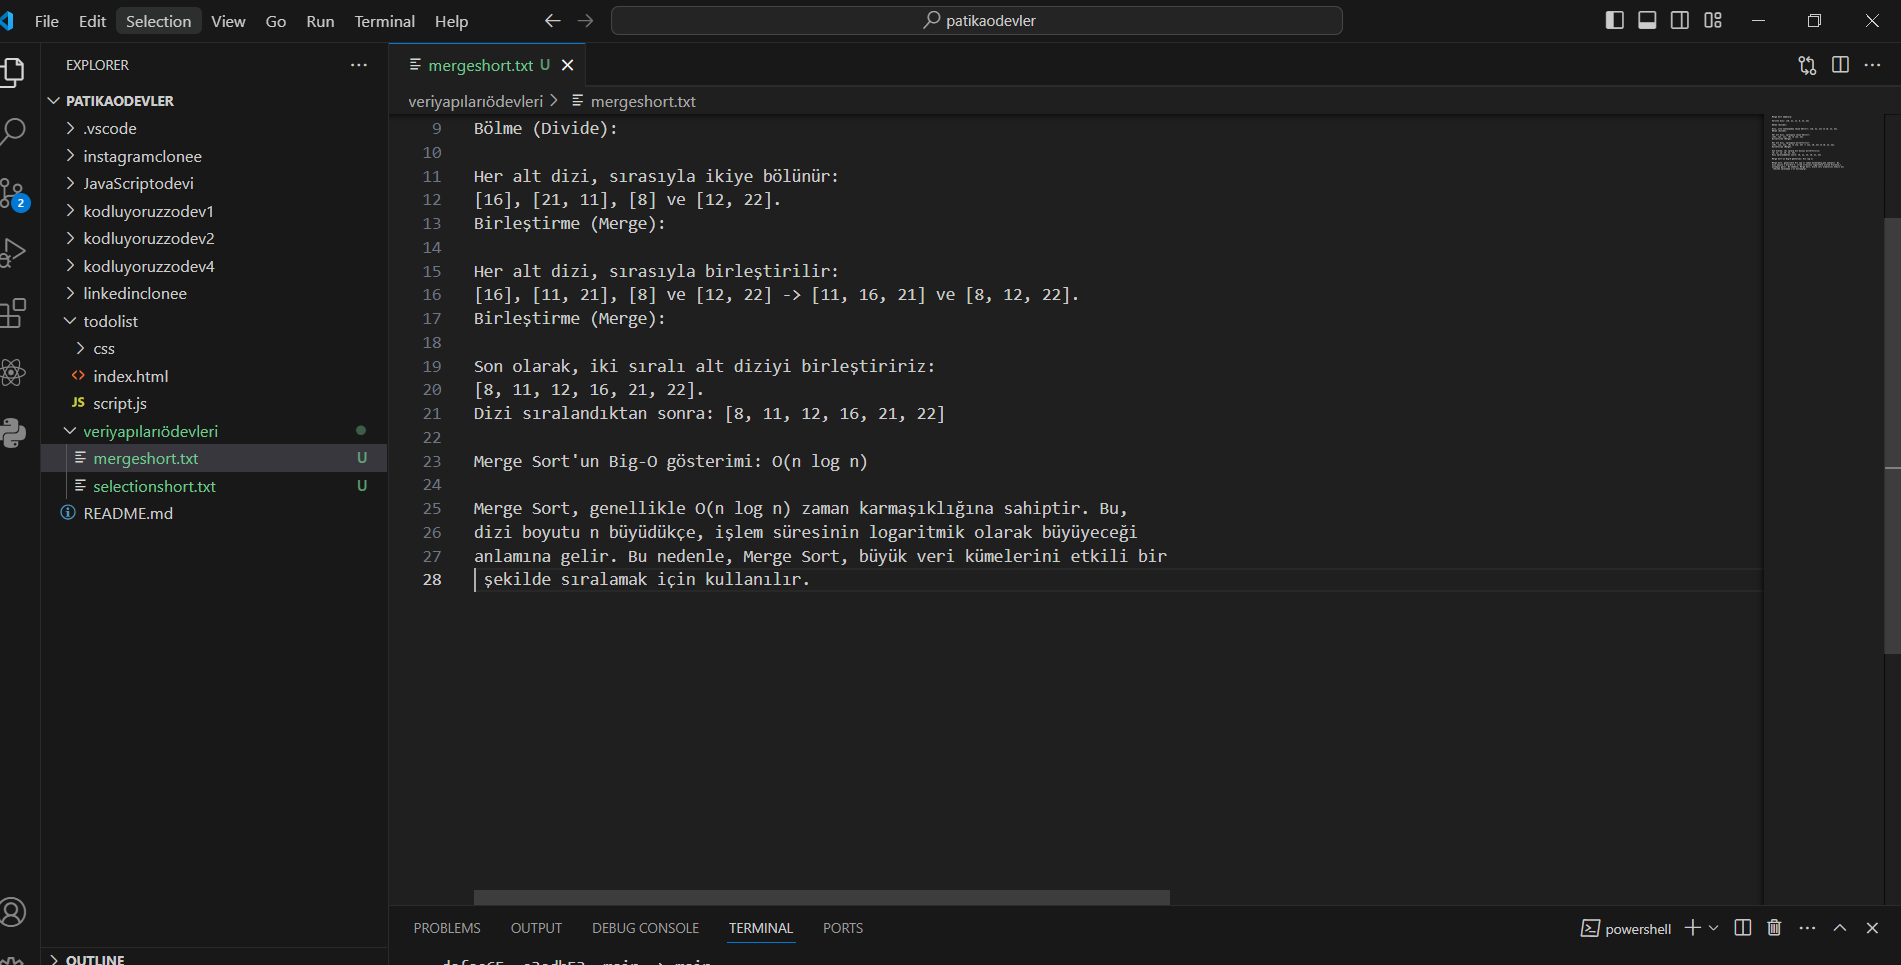 File Edit Selection View Go Run Terminal Help
patikaodevler
EXPLORER
PATIKAODEVLER
.vscode
instagramclonee
JavaScriptodevi
kodluyoruzzodev1
kodluyoruzzodev2
kodluyoruzzodev4
linkedinclonee
todolist
css
<> index.html
JS script.js
veriyapılarıödevleri
mergeshort.txt U
selectionshort.txt U
README.md
OUTLINE
2
mergeshort.txt U
veriyapılarıödevleri > mergeshort.txt
9 Bölme (Divide):
10
11 Her alt dizi, sırasıyla ikiye bölünür:
12 [16], [21, 11], [8] ve [12, 22].
13 Birleştirme (Merge):
14
15 Her alt dizi, sırasıyla birleştirilir:
16 [16], [11, 21], [8] ve [12, 22] -> [11, 16, 21] ve [8, 12, 22].
17 Birleştirme (Merge):
18
19 Son olarak, iki sıralı alt diziyi birleştiririz:
20 [8, 11, 12, 16, 21, 22].
21 Dizi sıralandıktan sonra: [8, 11, 12, 16, 21, 22]
22
23 Merge Sort'un Big-O gösterimi: O(n log n)
24
25 Merge Sort, genellikle O(n log n) zaman karmaşıklığına sahiptir. Bu,
26 dizi boyutu n büyüdükçe, işlem süresinin logaritmik olarak büyüyeceği
27 anlamına gelir. Bu nedenle, Merge Sort, büyük veri kümelerini etkili bir
28 şekilde sıralamak için kullanılır.
PROBLEMS OUTPUT DEBUG CONSOLE TERMINAL PORTS
powershell